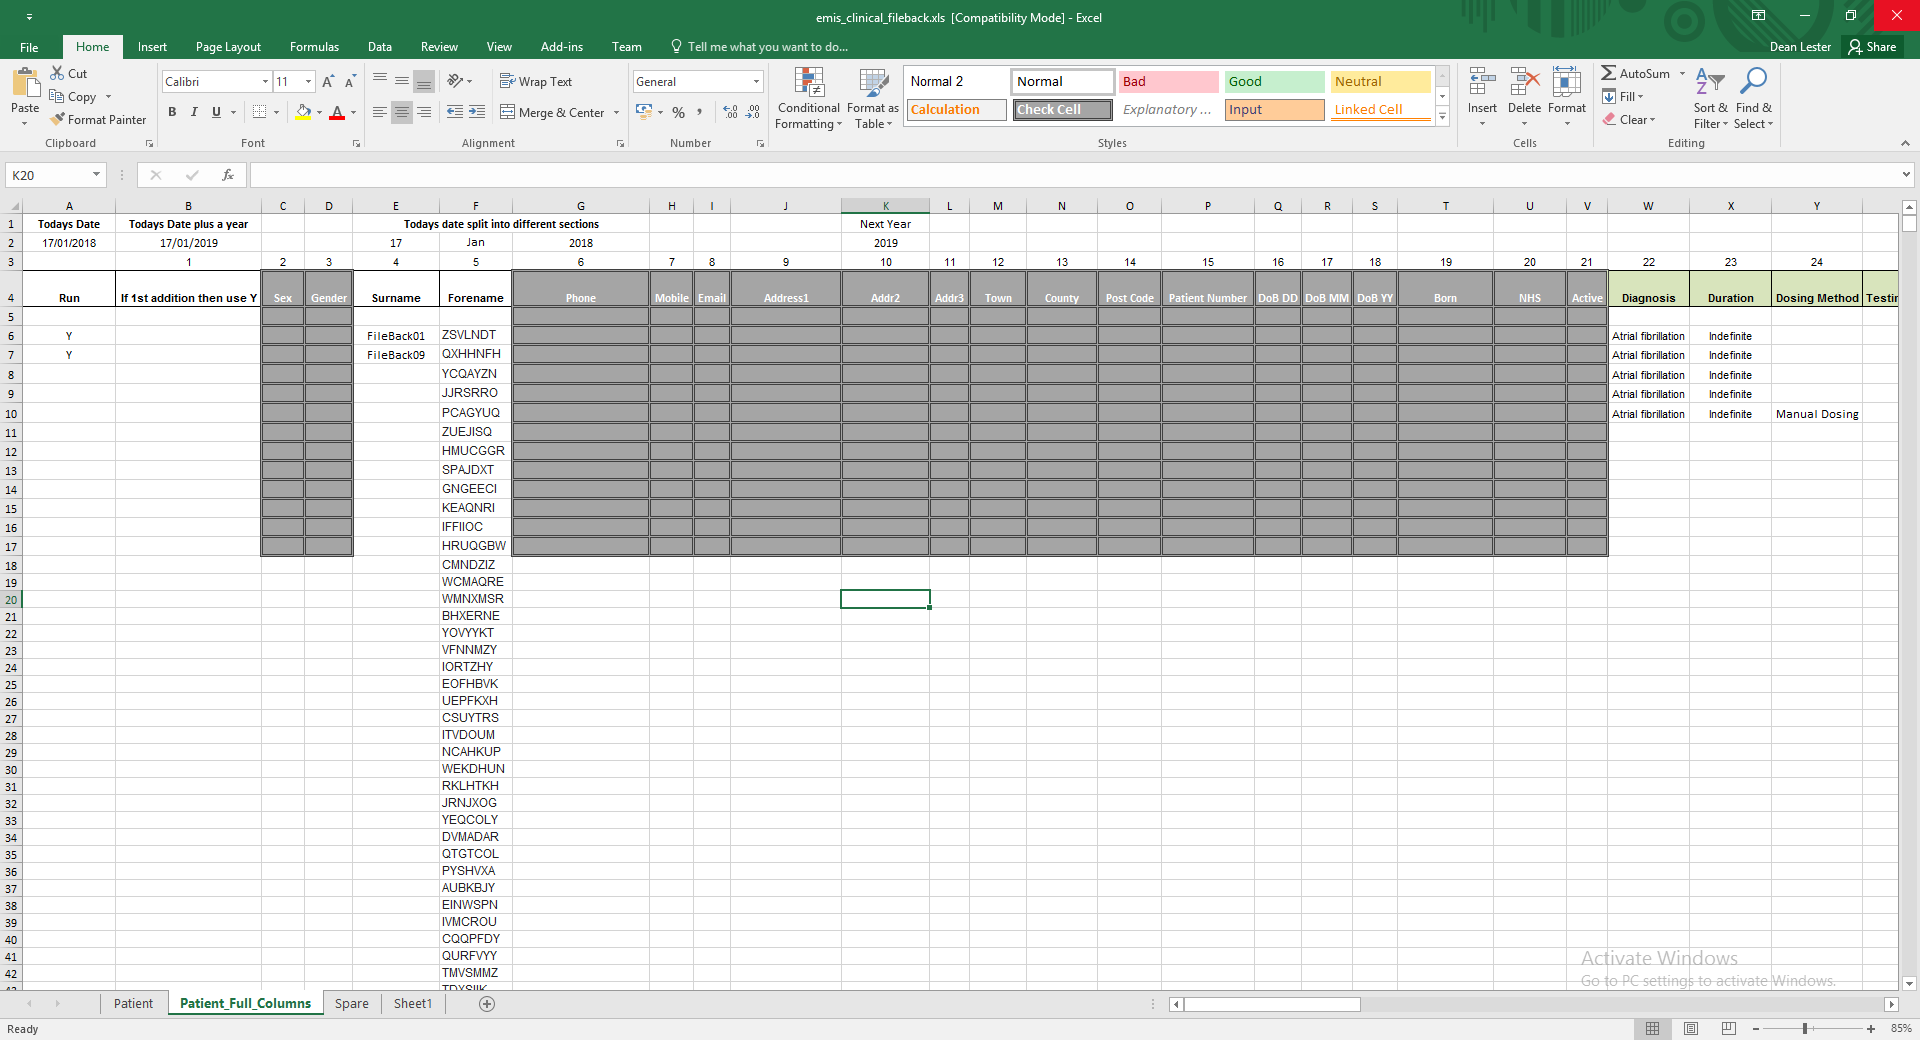 emis_clinical_fileback.xls [Compatibility Mode] - Excel
File Home Insert Page Layout Formulas Data Review View Add-ins Team Tell me what you want to do... Dean Lester Share
Paste Cut Copy Format Painter Clipboard
Calibri 11 B I U A Font
Wrap Text Merge & Center Alignment
General % , Number
Conditional Formatting Format as Table
Normal 2 Normal Bad Good Neutral
Calculation Check Cell Explanatory ... Input Linked Cell
Styles
Insert Delete Format Cells
AutoSum Fill Clear Sort & Filter Find & Select Editing
K20 fx
A B C D E F G H I J K L M N O P Q R S T U V W X Y
1 Todays Date Todays Date plus a year Todays date split into different sections Next Year
2 17/01/2018 17/01/2019 17 Jan 2018 2019
3 1 2 3 4 5 6 7 8 9 10 11 12 13 14 15 16 17 18 19 20 21 22 23 24
4 Run If 1st addition then use Y Sex Gender Surname Forename Phone Mobile Email Address1 Addr2 Addr3 Town County Post Code Patient Number DoB DD DoB MM DoB YY Born NHS Active Diagnosis Duration Dosing Method Testin
5
6 Y FileBack01 ZSVLNDT Atrial fibrillation Indefinite
7 Y FileBack09 QXHHNFH Atrial fibrillation Indefinite
8 YCQAYZN Atrial fibrillation Indefinite
9 JJRSRRO Atrial fibrillation Indefinite
10 PCAGYUQ Atrial fibrillation Indefinite Manual Dosing
11 ZUEJISQ
12 HMUCGGR
13 SPAJDXT
14 GNGEECI
15 KEAQNRI
16 IFFIIOC
17 HRUQGBW
18 CMNDZIZ
19 WCMAQRE
20 WMNXMSR
21 BHXERNE
22 YOVYYKT
23 VFNNMZY
24 IORTZHY
25 EOFHBVK
26 UEPFKXH
27 CSUYTRS
28 ITVDOUM
29 NCAHKUP
30 WEKDHUN
31 RKLHTKH
32 JRNJXOG
33 YEQCOLY
34 DVMADAR
35 QTGTCOL
36 PYSHVXA
37 AUBKBJY
38 EINWSPN
39 IVMCROU
40 CQQPFDY
41 QURFVYY
42 TMVSMMZ
Activate Windows
Go to PC settings to activate Windows.
Patient Patient_Full_Columns Spare Sheet1
Ready 85%